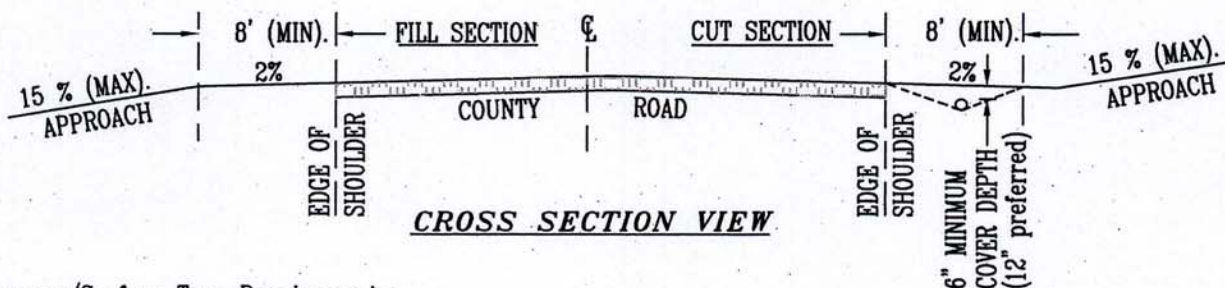 8' (MIN). FILL SECTION ℄ CUT SECTION 8' (MIN).
15 % (MAX). 2% 2% 15 % (MAX).
APPROACH COUNTY ROAD APPROACH
EDGE OF
SHOULDER
EDGE OF
SHOULDER
6" MINIMUM
COVER DEPTH
(12" preferred)
CROSS SECTION VIEW